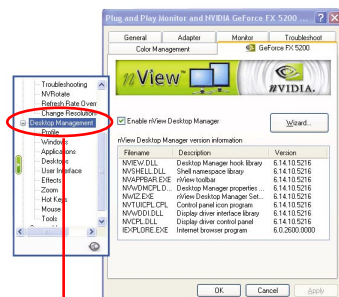 Plug and Play Monitor and NVIDIA GeForce FX 5200 ...
General
Adapter
Monitor
Troubleshoot
Color Management
GeForce FX 5200
nView
NVIDIA.
Enable nView Desktop Manager
Wizard...
nView Desktop Manager version information
Filename Description Version
NVIEW.DLL Desktop Manager hook library 6.14.10.5216
NVSHELL.DLL Shell namespace library 6.14.10.5216
NVAPPBAR.EXE nView toolbar 6.14.10.5216
NVWDMCPL.D... Desktop Manager properties ... 6.14.10.5216
NVWIZ.EXE nView Desktop Manager Set... 6.14.10.5216
NVTUICPL.CPL Control panel icon program 6.14.10.5216
NVWDDI.DLL Display driver interface library 6.14.10.5216
NVCPL.DLL Display driver control panel 6.14.10.5216
IEXPLORE.EXE Internet browser program 6.0.2600.0000
OK
Cancel
Apply
Troubleshooting
NVRotate
Refresh Rate Over
Change Resolution
Desktop Management
Profile
Windows
Applications
Desktops
User Interface
Effects
Zoom
Hot Keys
Mouse
Tools